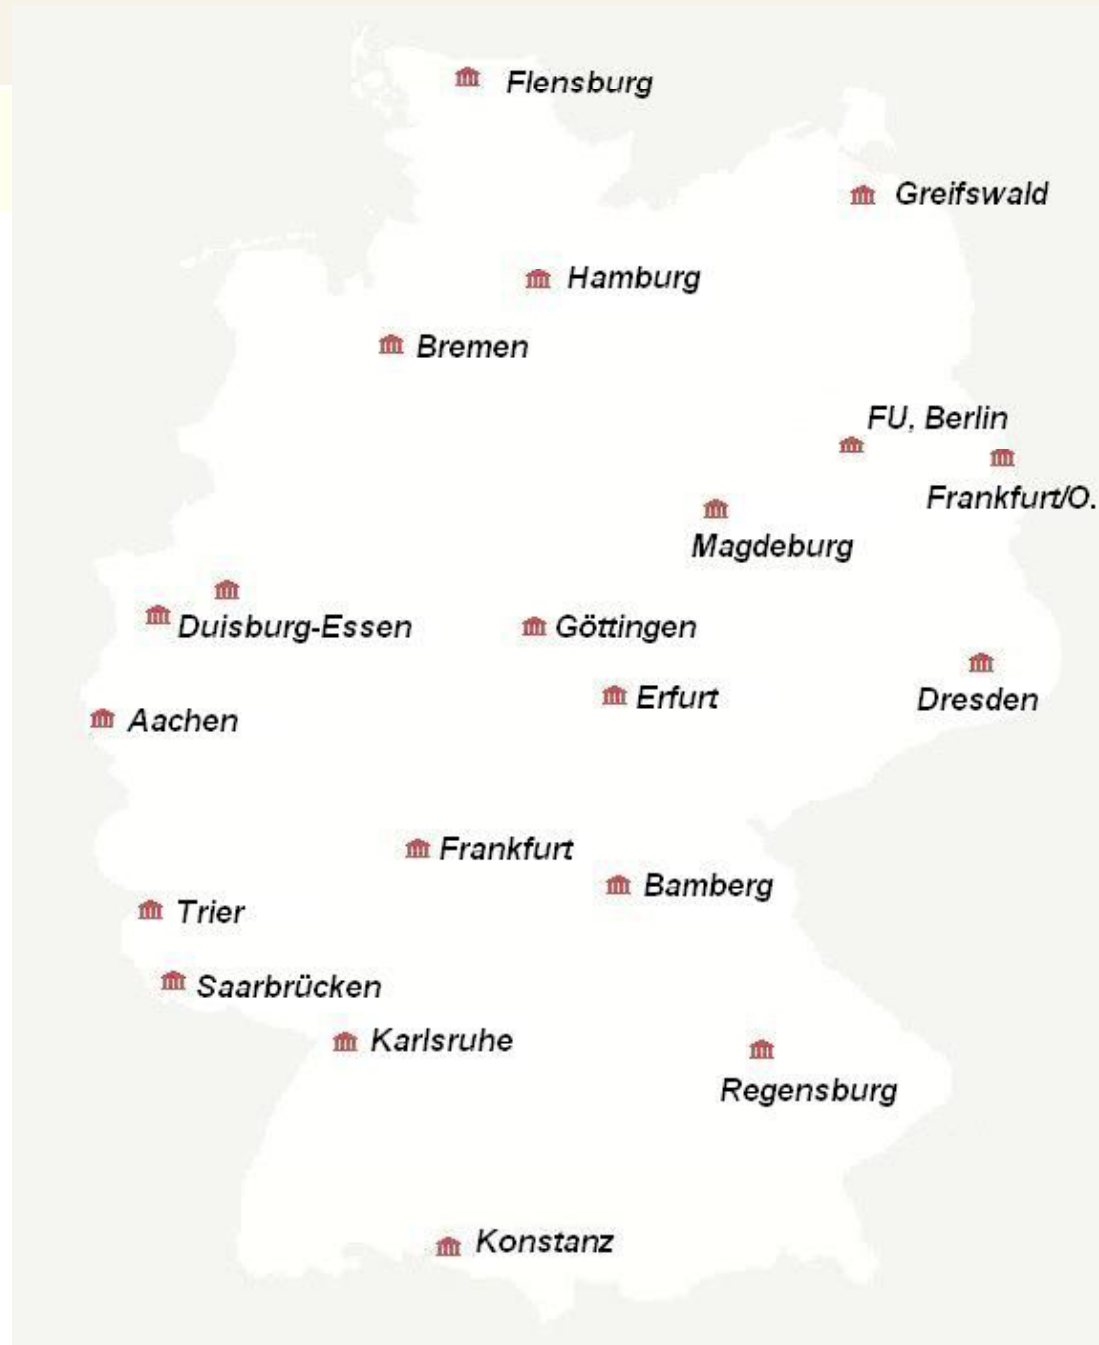 Flensburg
Greifswald
Hamburg
Bremen
FU, Berlin
Frankfurt/O.
Magdeburg
Duisburg-Essen
Göttingen
Erfurt
Dresden
Aachen
Frankfurt
Bamberg
Trier
Saarbrücken
Karlsruhe
Regensburg
Konstanz